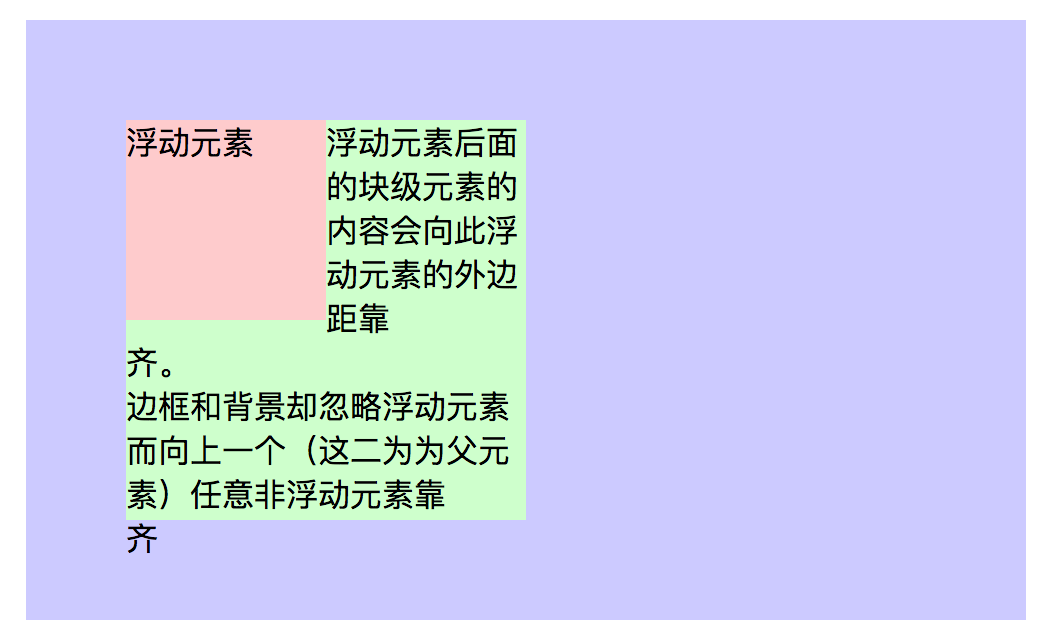 浮动元素
浮动元素后面
的块级元素的
内容会向此浮
动元素的外边
距靠
齐。
边框和背景却忽略浮动元素
而向上一个（这二为为父元
素）任意非浮动元素靠
齐